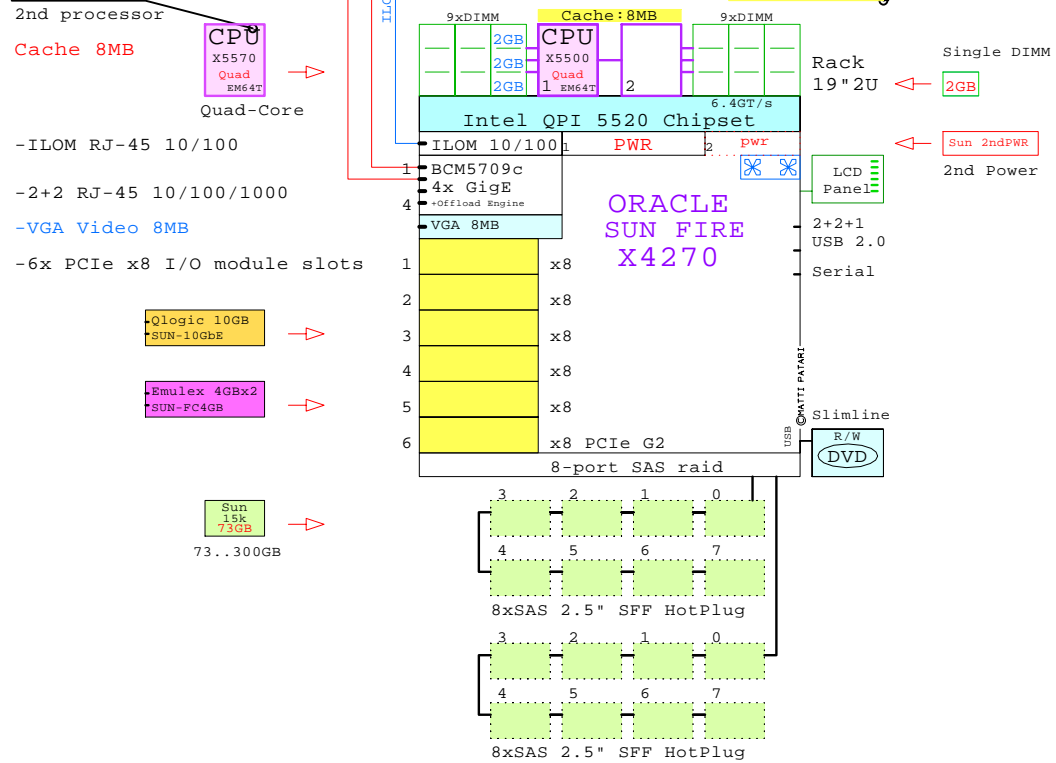 2nd processor
Cache 8MB
CPU
X5570
Quad
EM64T
Quad-Core
-ILOM RJ-45 10/100
-2+2 RJ-45 10/100/1000
-VGA Video 8MB
-6x PCIe x8 I/O module slots
Qlogic 10GB
SUN-10GbE
Emulex 4GBx2
SUN-FC4GB
Sun
15k
73GB
73..300GB
9xDIMM
Cache:8MB
9xDIMM
2GB
2GB
2GB
CPU
X5500
Quad
1 EM64T
2
6.4GT/s
Intel QPI 5520 Chipset
ILOM 10/100
1 PWR
2 pwr
1 BCM5709c
4x GigE
4 +Offload Engine
VGA 8MB
ORACLE
SUN FIRE
X4270
1 x8
2 x8
3 x8
4 x8
5 x8
6 x8 PCIe G2
8-port SAS raid
USB
©MATTI PATARI
Rack
19"2U
Single DIMM
2GB
Sun 2ndPWR
2nd Power
LCD
Panel
2+2+1
USB 2.0
Serial
Slimline
R/W
DVD
3 2 1 0
4 5 6 7
8xSAS 2.5" SFF HotPlug
3 2 1 0
4 5 6 7
8xSAS 2.5" SFF HotPlug